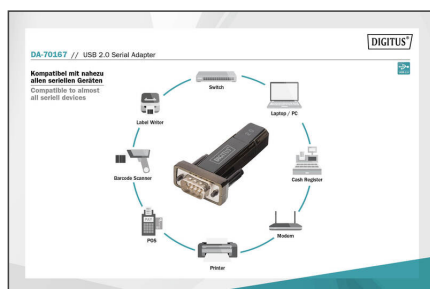 DIGITUS®
DA-70167 // USB 2.0 Serial Adapter
Kompatibel mit nahezu
allen seriellen Geräten
Compatible to almost
all seriell devices
Switch
Label Writer
Laptop / PC
Barcode Scanner
DIGITUS
Cash Register
POS
Modem
Printer